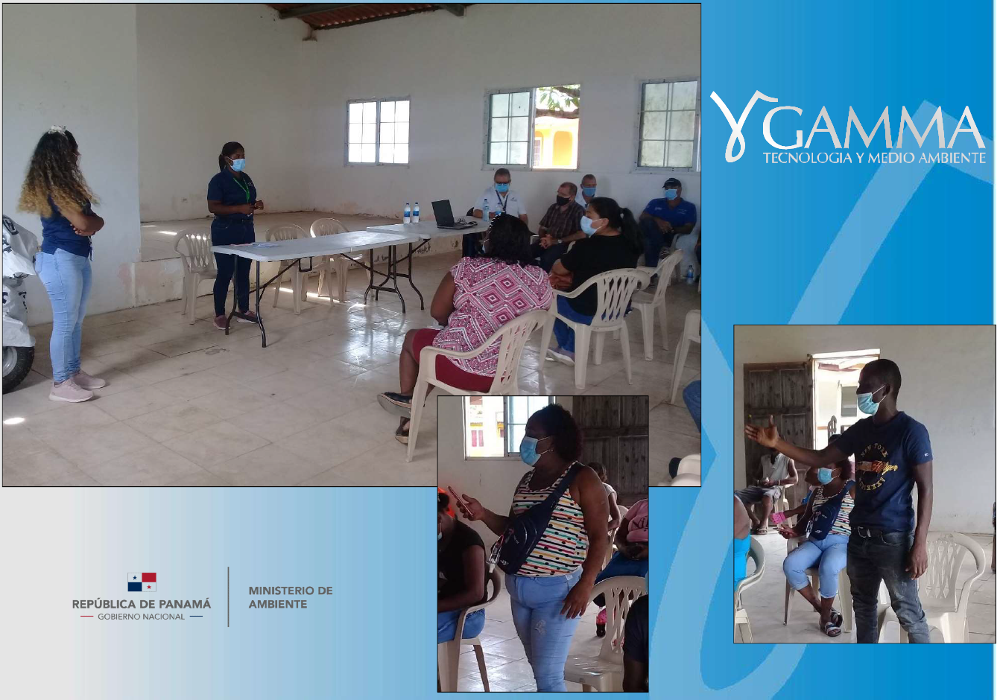 GAMMA
TECNOLOGIA Y MEDIO AMBIENTE
NEW YORK
REPÚBLICA DE PANAMÁ
GOBIERNO NACIONAL
MINISTERIO DE
AMBIENTE